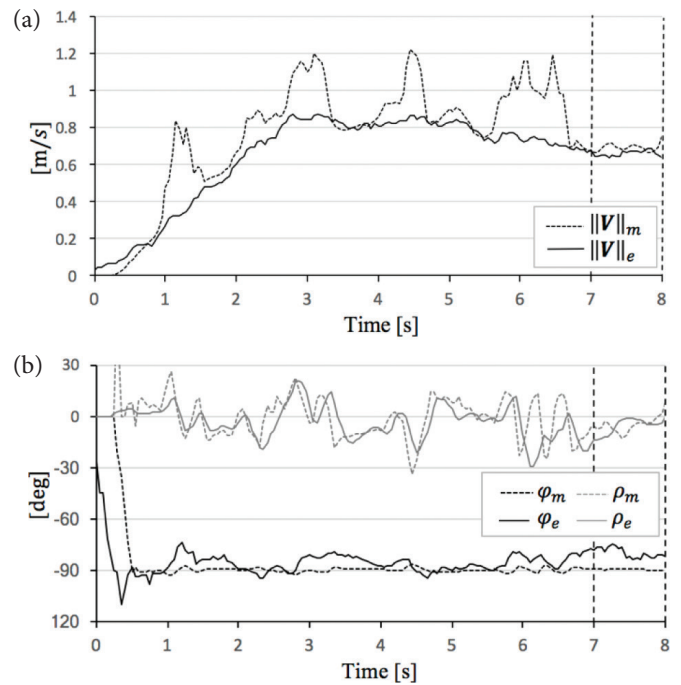 (a)
1.4
1.2
1
0.8
0.6
0.4
0.2
0
[m/s]
0 1 2 3 4 5 6 7 8
Time [s]
‖V‖m
‖V‖e
(b)
30
0
-30
-60
-90
120
[deg]
0 1 2 3 4 5 6 7 8
Time [s]
φm ρm
φe ρe